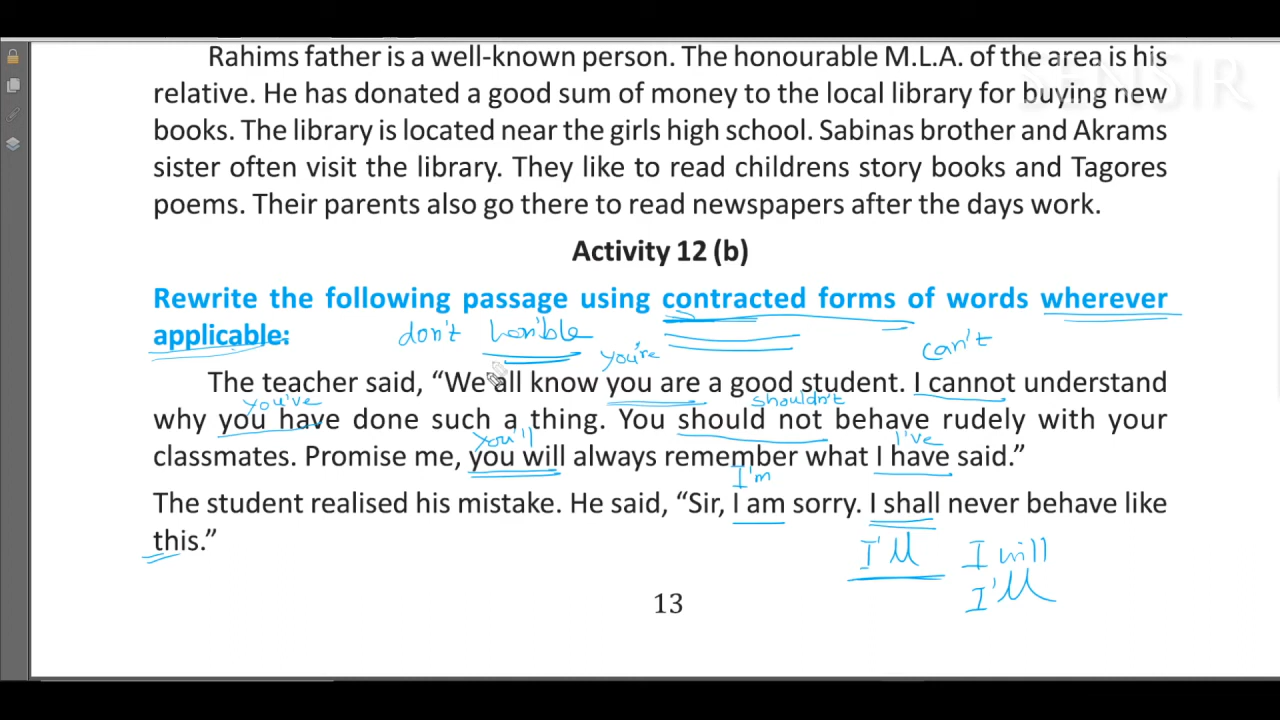 SENSIR
Rahims father is a well-known person. The honourable M.L.A. of the area is his
relative. He has donated a good sum of money to the local library for buying new
books. The library is located near the girls high school. Sabinas brother and Akrams
sister often visit the library. They like to read childrens story books and Tagores
poems. Their parents also go there to read newspapers after the days work.
Activity 12 (b)
Rewrite the following passage using contracted forms of words wherever
applicable:
don't horrible
you're
can't
The teacher said, “We all know you are a good student. I cannot understand
you've shouldn't
why you have done such a thing. You should not behave rudely with your
you'll I've
classmates. Promise me, you will always remember what I have said.”
I'm
The student realised his mistake. He said, “Sir, I am sorry. I shall never behave like
this.”
I'll I will
I'll
13